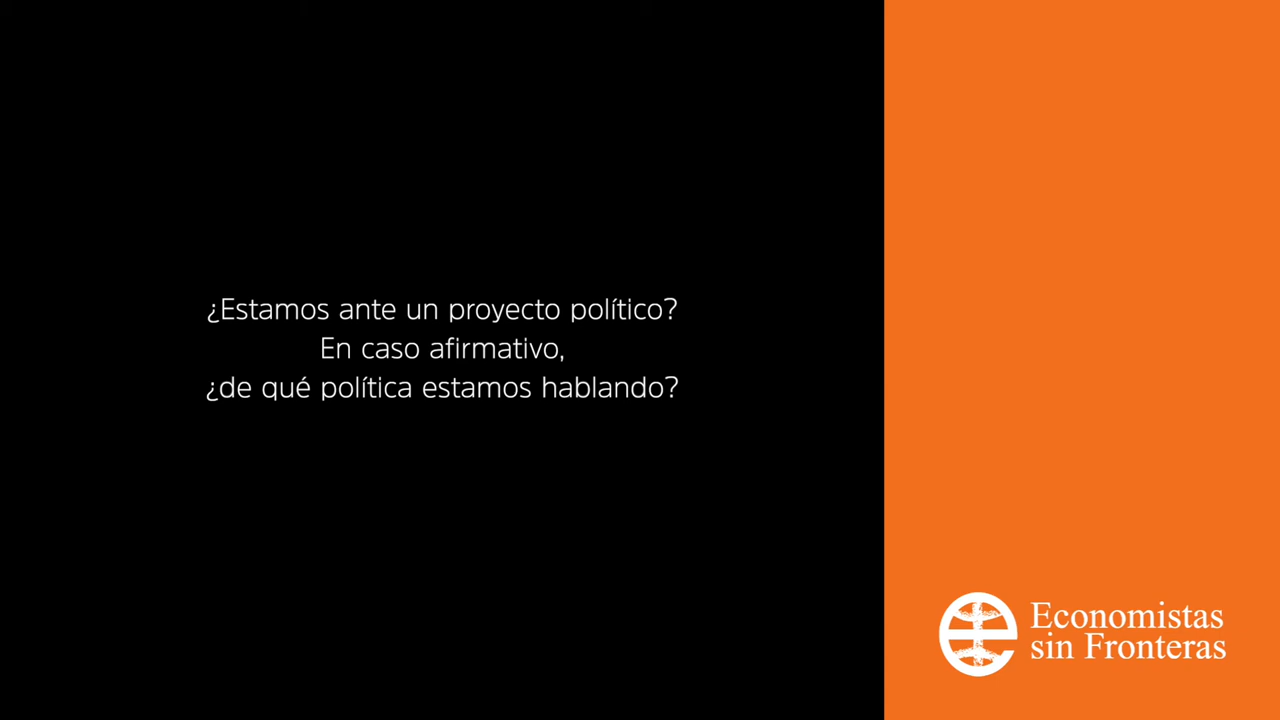 ¿Estamos ante un proyecto político?
En caso afirmativo,
¿de qué política estamos hablando?
Economistas
sin Fronteras